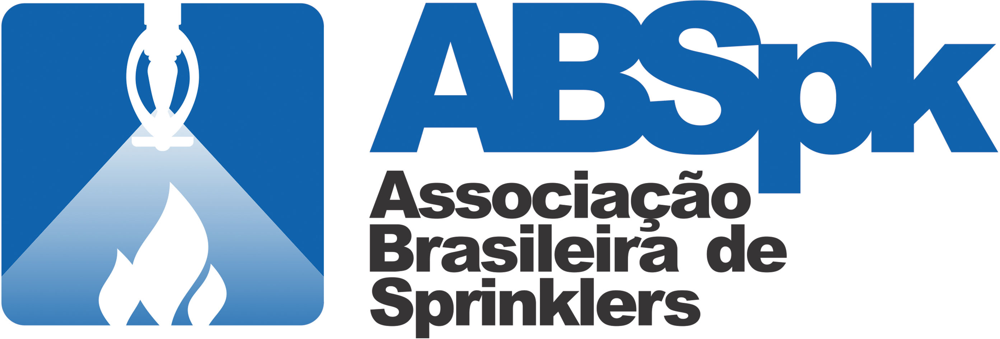 ABSpk
Associação
Brasileira de
Sprinklers